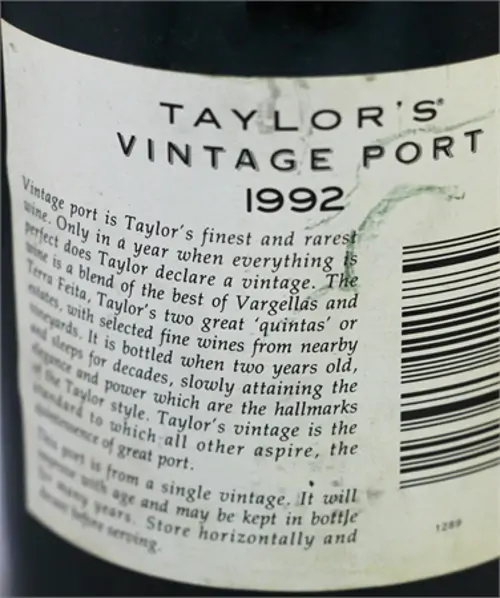 TAYLOR'S®
VINTAGE PORT
1992
Vintage port is Taylor's finest and rarest
wine. Only in a year when everything is
perfect does Taylor declare a vintage. The
wine is a blend of the best of Vargellas and
Terra Feita, Taylor's two great 'quintas' or
estates, with selected fine wines from nearby
vineyards. It is bottled when two years old,
and sleeps for decades, slowly attaining the
elegance and power which are the hallmarks
of the Taylor style. Taylor's vintage is the
standard to which all other aspire, the
quintessence of great port.
This port is from a single vintage. It will
improve with age and may be kept in bottle
for many years. Store horizontally and
decant before serving.
1289